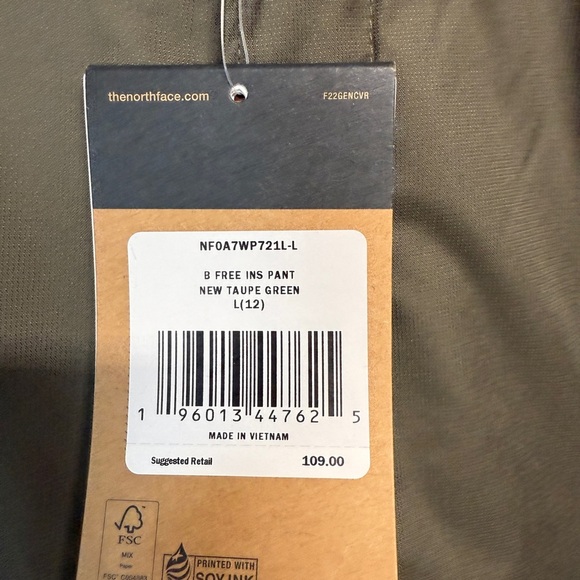 thenorthface.com F22GENCVR
NF0A7WP721L-L
B FREE INS PANT
NEW TAUPE GREEN
L(12)
1 96013 44762 5
MADE IN VIETNAM
Suggested Retail 109.00
FSC
MIX
Paper
PRINTED WITH
SOY INK